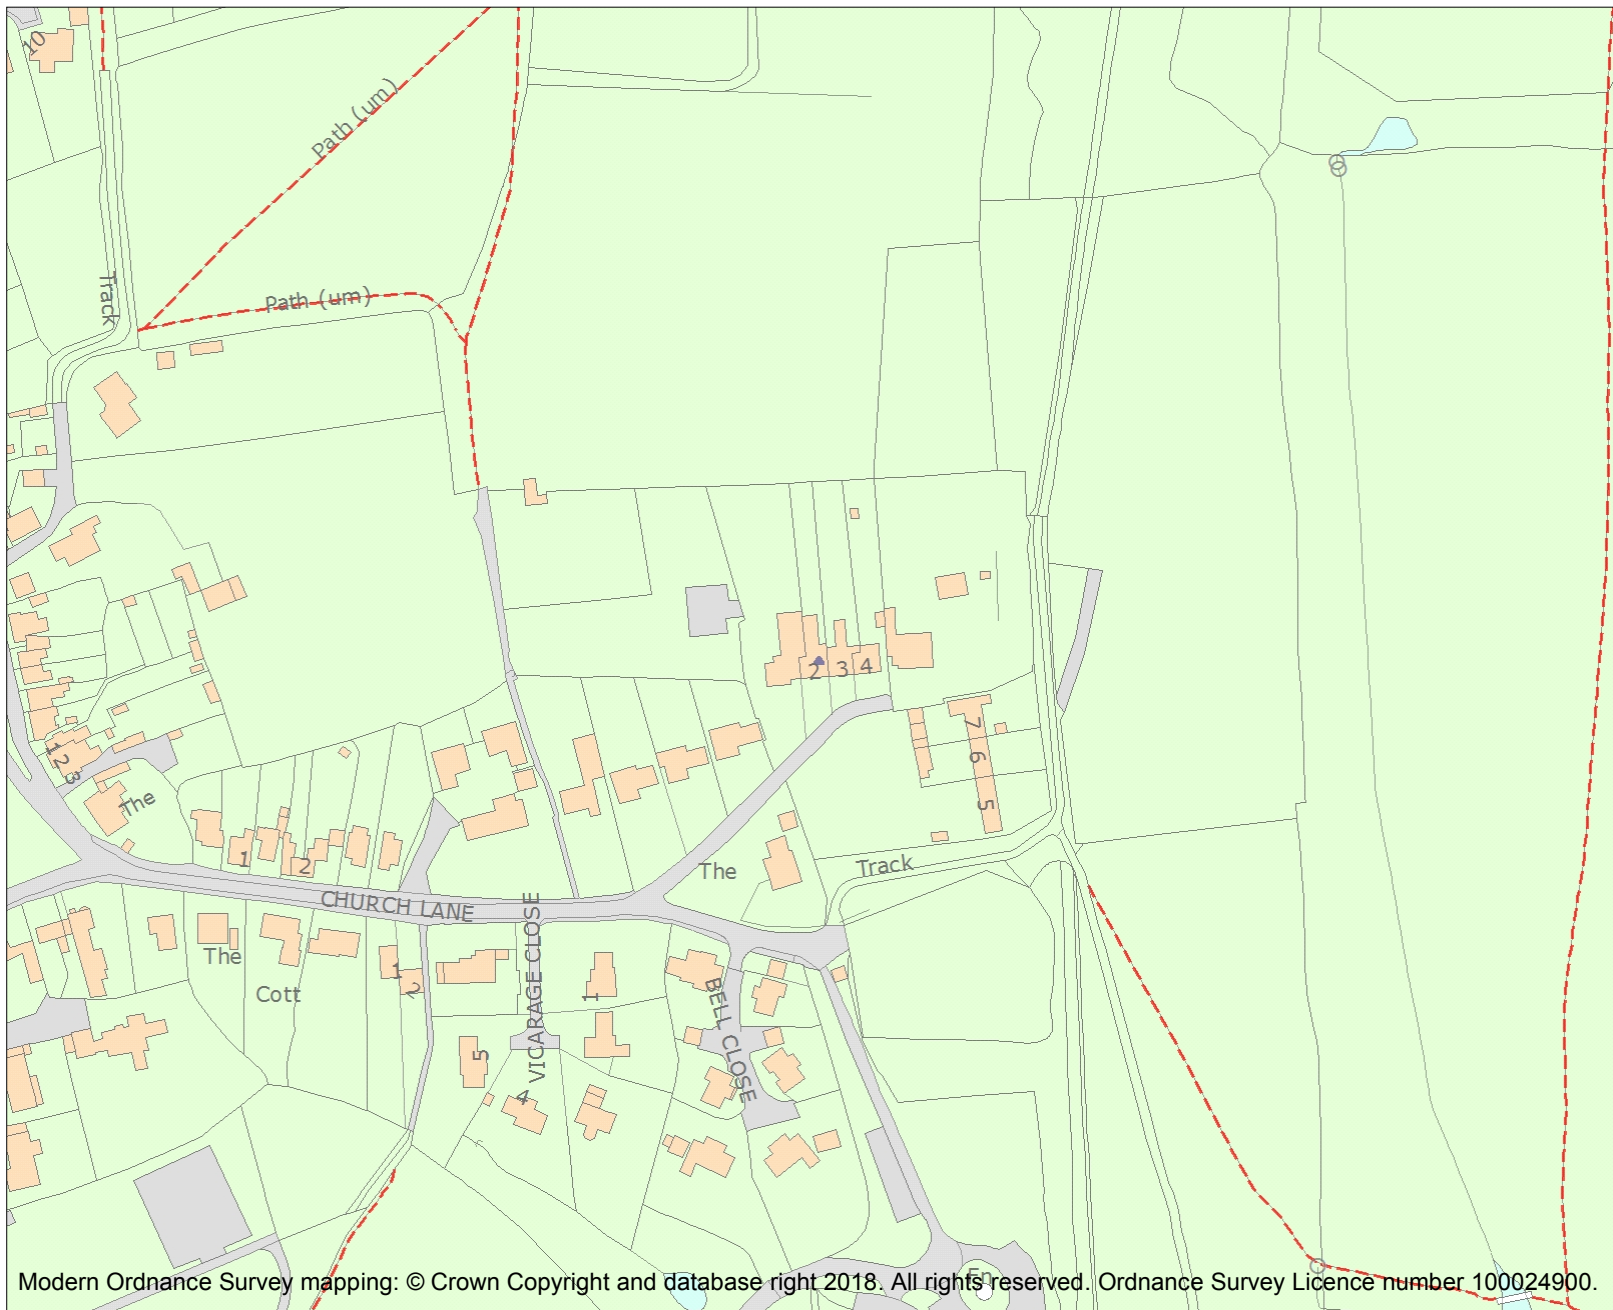 10
Path (um)
Track
Path (um)
2 3 4
7
6
5
1 2 3
The
1
2
The
Track
CHURCH LANE
VICARAGE CLOSE
The
Cott
1
2
1
BELL CLOSE
5
4
Fn
Modern Ordnance Survey mapping: © Crown Copyright and database right 2018. All rights reserved. Ordnance Survey Licence number 100024900.